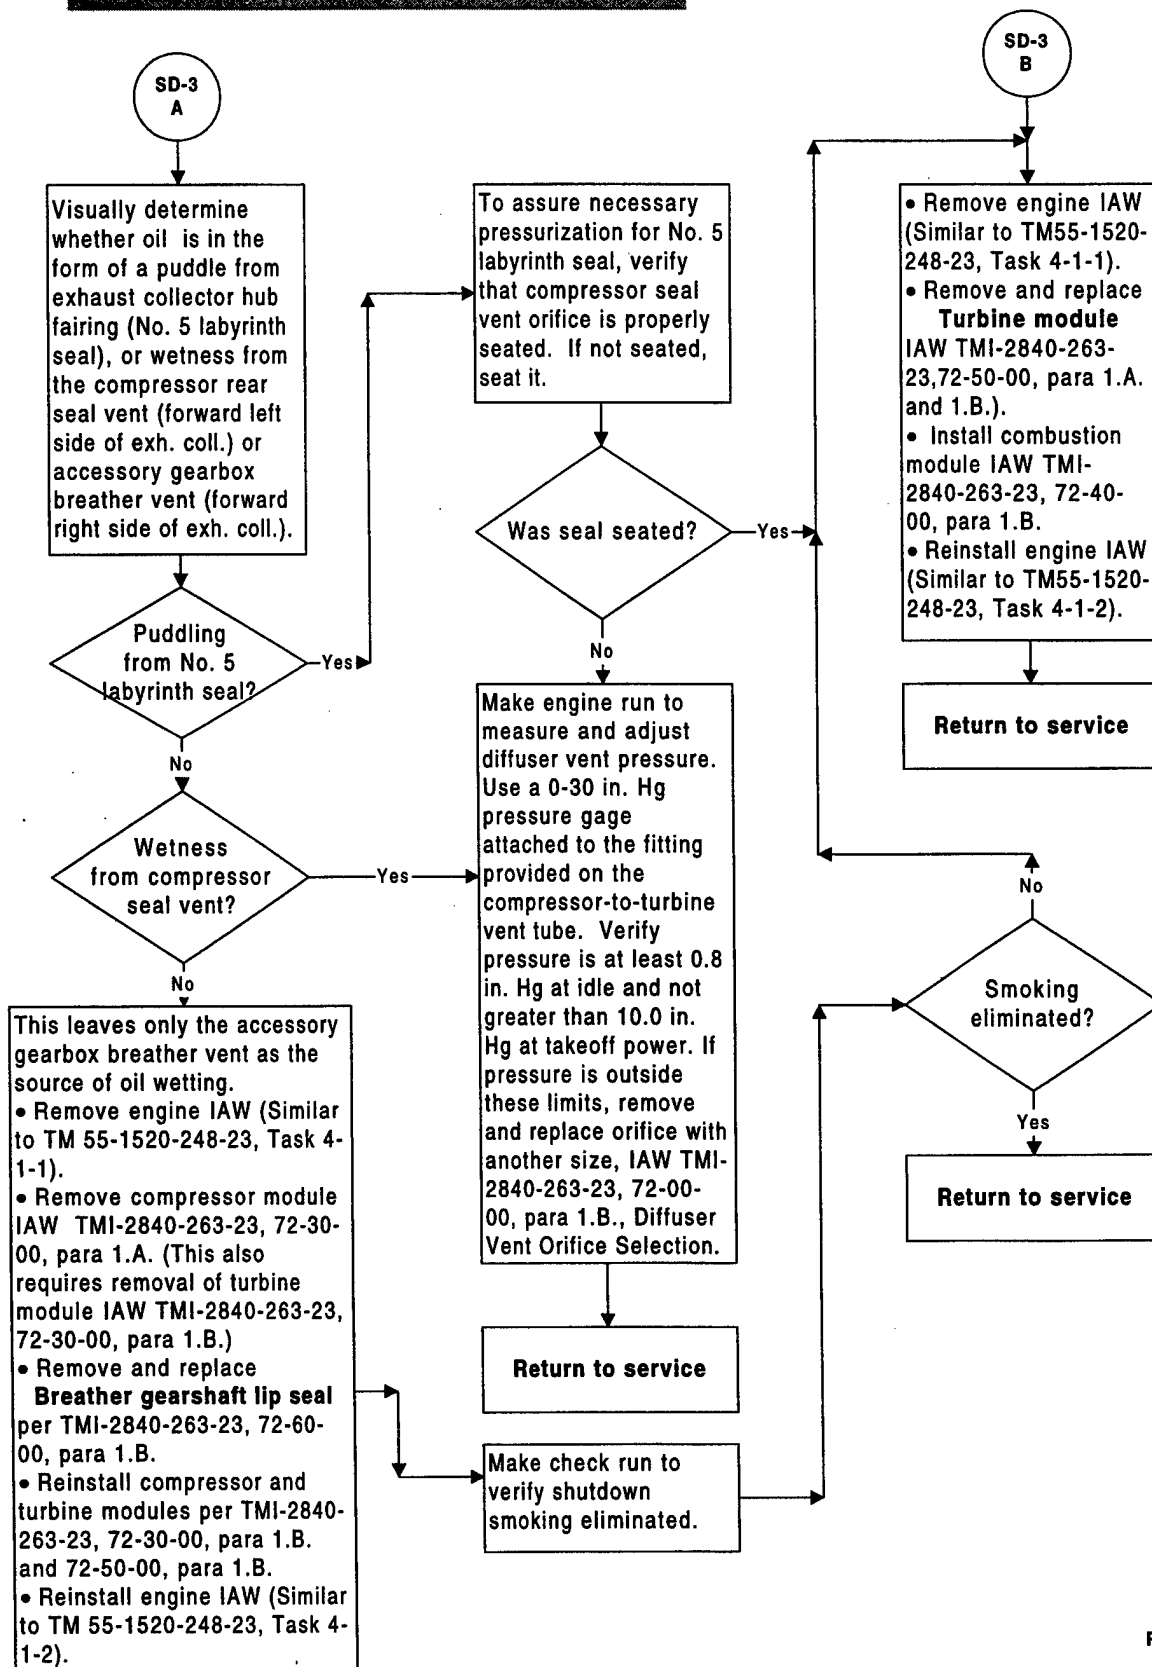 SD-3
A
Visually determine
whether oil is in the
form of a puddle from
exhaust collector hub
fairing (No. 5 labyrinth
seal), or wetness from
the compressor rear
seal vent (forward left
side of exh. coll.) or
accessory gearbox
breather vent (forward
right side of exh. coll.).
Puddling
from No. 5
labyrinth seal?
Yes
No
Wetness
from compressor
seal vent?
Yes
No
This leaves only the accessory
gearbox breather vent as the
source of oil wetting.
• Remove engine IAW (Similar
to TM 55-1520-248-23, Task 4-
1-1).
• Remove compressor module
IAW TMI-2840-263-23, 72-30-
00, para 1.A. (This also
requires removal of turbine
module IAW TMI-2840-263-23,
72-30-00, para 1.B.)
• Remove and replace
Breather gearshaft lip seal
per TMI-2840-263-23, 72-60-
00, para 1.B.
• Reinstall compressor and
turbine modules per TMI-2840-
263-23, 72-30-00, para 1.B.
and 72-50-00, para 1.B.
• Reinstall engine IAW (Similar
to TM 55-1520-248-23, Task 4-
1-2).
To assure necessary
pressurization for No. 5
labyrinth seal, verify
that compressor seal
vent orifice is properly
seated. If not seated,
seat it.
Was seal seated?
Yes
No
Make engine run to
measure and adjust
diffuser vent pressure.
Use a 0-30 in. Hg
pressure gage
attached to the fitting
provided on the
compressor-to-turbine
vent tube. Verify
pressure is at least 0.8
in. Hg at idle and not
greater than 10.0 in.
Hg at takeoff power. If
pressure is outside
these limits, remove
and replace orifice with
another size, IAW TMI-
2840-263-23, 72-00-
00, para 1.B., Diffuser
Vent Orifice Selection.
Return to service
Make check run to
verify shutdown
smoking eliminated.
SD-3
B
• Remove engine IAW
(Similar to TM55-1520-
248-23, Task 4-1-1).
• Remove and replace
Turbine module
IAW TMI-2840-263-
23,72-50-00, para 1.A.
and 1.B.).
• Install combustion
module IAW TMI-
2840-263-23, 72-40-
00, para 1.B.
• Reinstall engine IAW
(Similar to TM55-1520-
248-23, Task 4-1-2).
Return to service
No
Smoking
eliminated?
Yes
Return to service